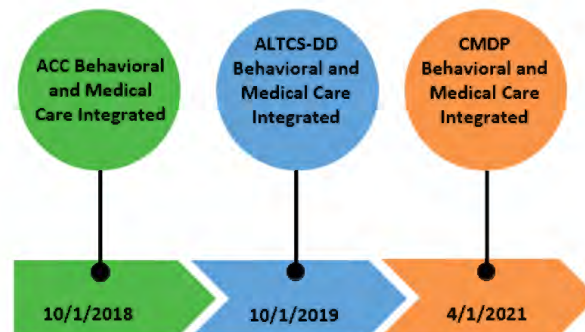 ACC Behavioral
and Medical
Care Integrated
ALTCS-DD
Behavioral and
Medical Care
Integrated
CMDP
Behavioral and
Medical Care
Integrated
10/1/2018
10/1/2019
4/1/2021